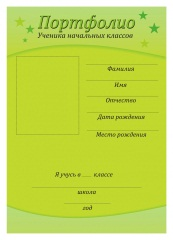 Портфолио
Ученика начальных классов
Фамилия
Имя
Отчество
Дата рождения
Место рождения
Я учусь в .... классе
школа
год